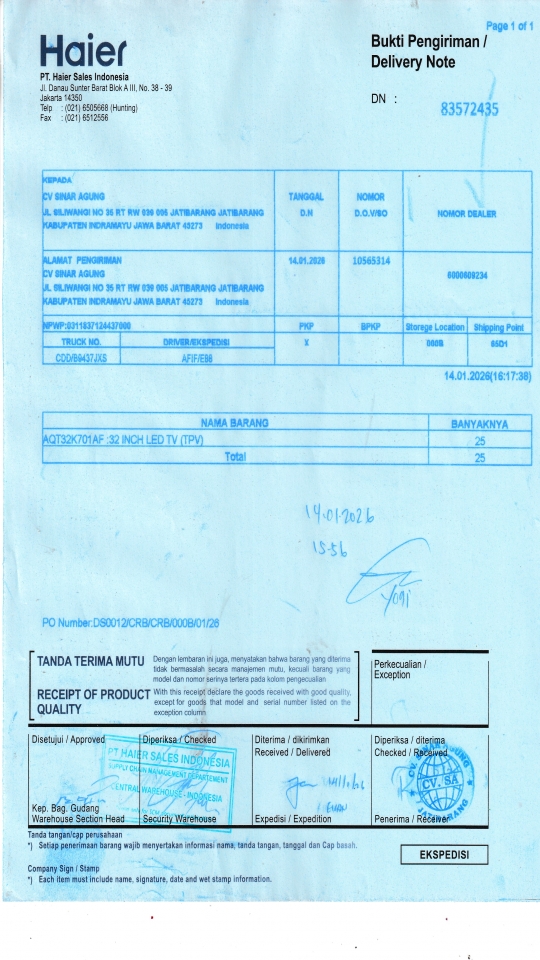 Page 1 of 1
Haier
Bukti Pengiriman /
Delivery Note
PT. Haier Sales Indonesia
Jl. Danau Sunter Barat Blok A III, No. 38 - 39
Jakarta 14350
Telp : (021) 6505668 (Hunting)
Fax : (021) 6512556
DN :
83572435
KEPADA
CV SINAR AGUNG
JL SILIWANGI NO 35 RT RW 039 005 JATIBARANG JATIBARANG
KABUPATEN INDRAMAYU JAWA BARAT 45273 Indonesia
TANGGAL
D.N
NOMOR
D.O.V/SO
NOMOR DEALER
ALAMAT PENGIRIMAN
CV SINAR AGUNG
JL SILIWANGI NO 35 RT RW 039 005 JATIBARANG JATIBARANG
KABUPATEN INDRAMAYU JAWA BARAT 45273 Indonesia
14.01.2026
10565314
NPWP:0311837124437000
PKP
BPKP
Storege Location
Shipping Point
TRUCK NO.
DRIVER/EKSPEDISI
X
000B
85D1
CDD/B9437JXS
14.01.2026(16:17:38)
NAMA BARANG BANYAKNYA
AQT32K701AF :32 INCH LED TV (TPV) 25
Total 25
14.01.2026
15.56
Yogi
PO Number:DS0012/CRB/CRB/000B/01/26
TANDA TERIMA MUTU
Dengan lembaran ini juga, menyatakan bahwa barang yang diterima
tidak bermasalah secara manajemen mutu, kecuali barang yang
model dan nomor serinya tertera pada kolom pengecualian
RECEIPT OF PRODUCT
QUALITY
With this receipt declare the goods received with good quality,
except for goods that model and serial number listed on the
exception column
Perkecualian /
Exception
Disetujui / Approved
Diperiksa / Checked
Diterima / dikirimkan
Received / Delivered
Diperiksa / diterima
Checked / Received
PT HAIER SALES INDONESIA
SUPPLY CHAIN MANAGEMENT DEPARTEMENT
CENTRAL WAREHOUSE - INDONESIA
CV. SA
JATIBARANG
Kep. Bag. Gudang
Warehouse Section Head
Security Warehouse
Expedisi / Expedition
Penerima / Receiver
Tanda tangan/cap perusahaan
*) Setiap penerimaan barang wajib menyertakan informasi nama, tanda tangan, tanggal dan Cap basah.
EKSPEDISI
Company Sign / Stamp
*) Each item must include name, signature, date and wet stamp information.